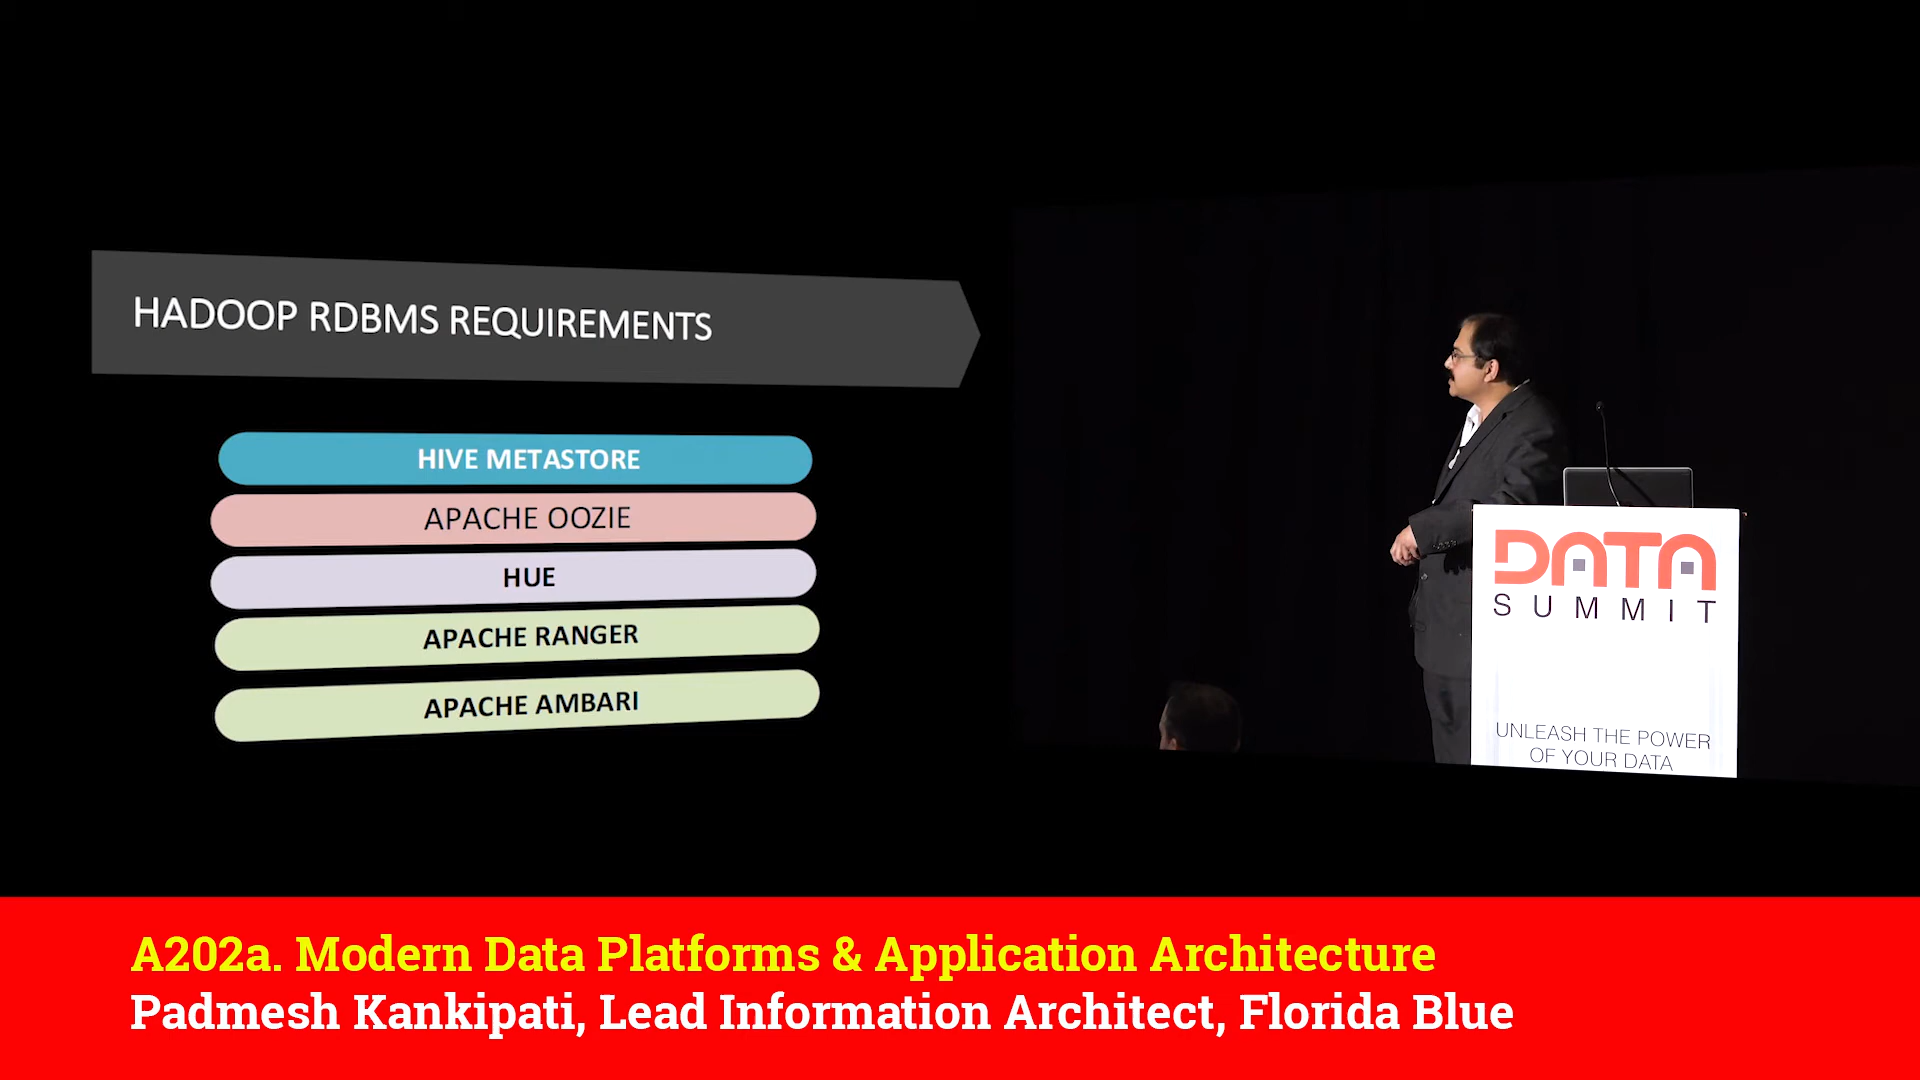 HADOOP RDBMS REQUIREMENTS
HIVE METASTORE
APACHE OOZIE
HUE
APACHE RANGER
APACHE AMBARI
DATA
SUMMIT
UNLEASH THE POWER
OF YOUR DATA
A202a. Modern Data Platforms & Application Architecture
Padmesh Kankipati, Lead Information Architect, Florida Blue